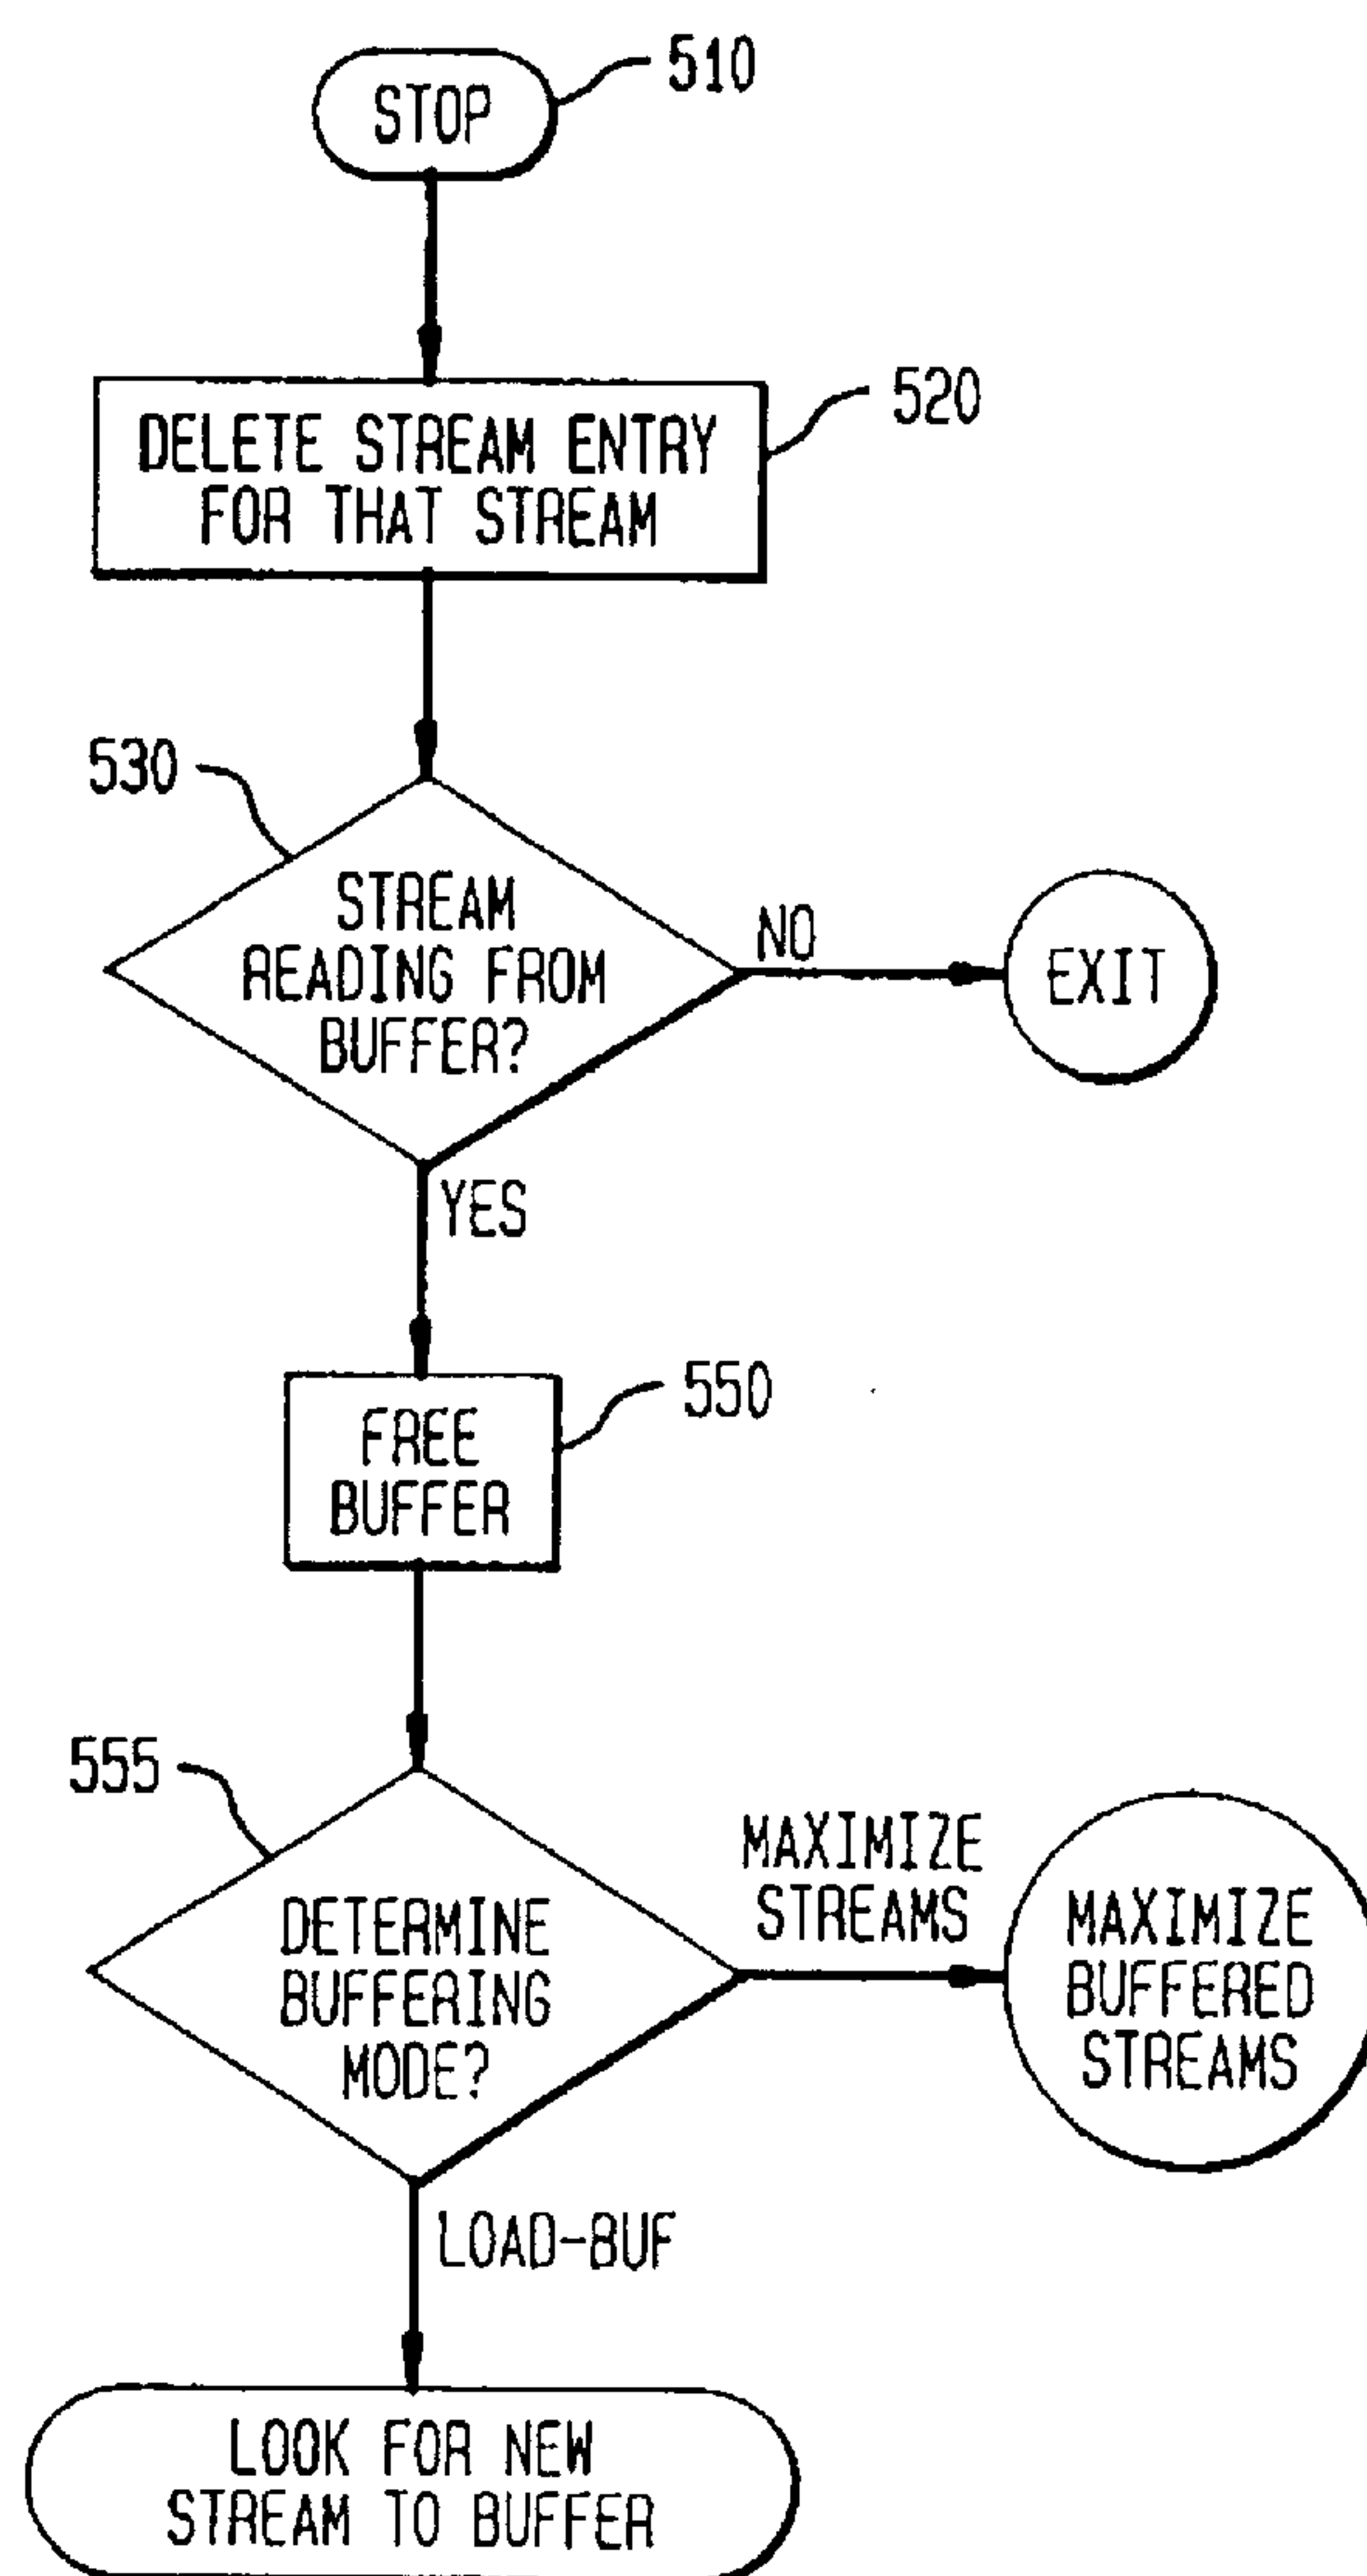 STOP
510
DELETE STREAM ENTRY
FOR THAT STREAM
520
530
STREAM
READING FROM
BUFFER?
NO
EXIT
YES
FREE
BUFFER
550
555
DETERMINE
BUFFERING
MODE?
MAXIMIZE
STREAMS
MAXIMIZE
BUFFERED
STREAMS
LOAD-BUF
LOOK FOR NEW
STREAM TO BUFFER